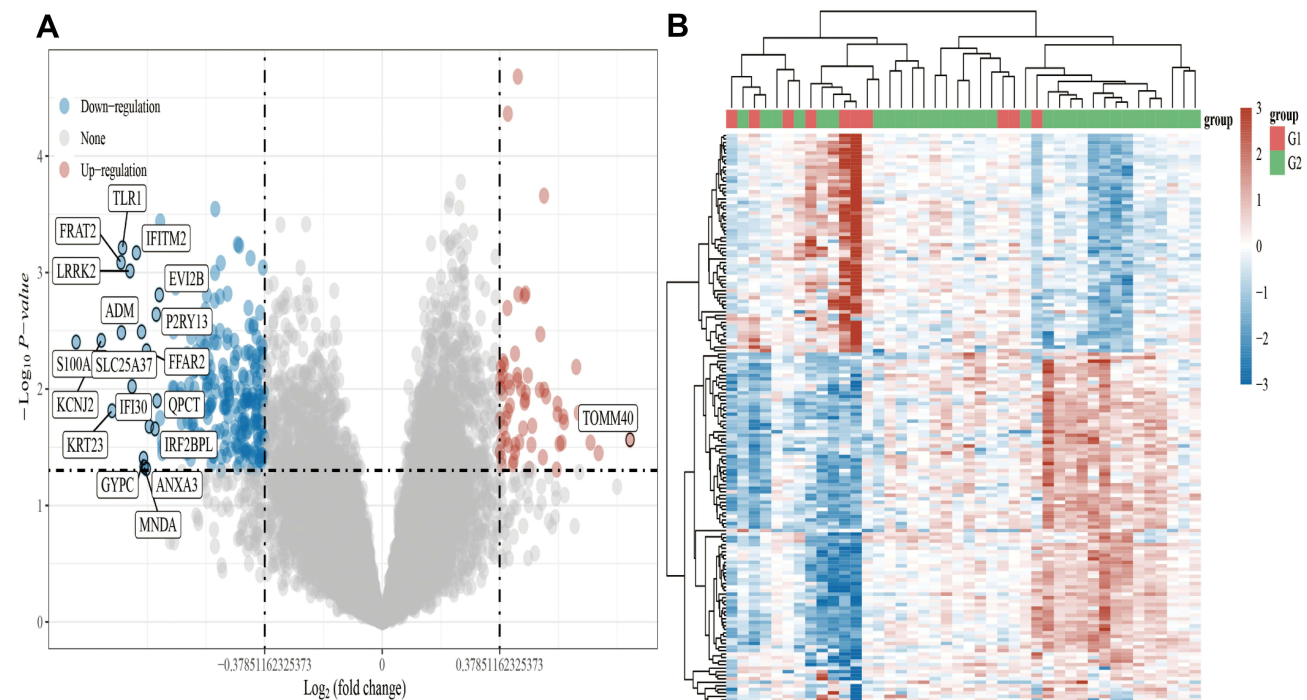 A
Down-regulation
None
Up-regulation
TLR1
FRAT2
IFITM2
LRRK2
EVI2B
ADM
P2RY13
S100A
SLC25A37
FFAR2
KCNJ2
IFI30
QPCT
TOMM40
KRT23
IRF2BPL
GYPC
ANXA3
MNDA
4
3
2
1
0
−Log₁₀ P-value
−0.37851162325373
0
0.37851162325373
Log₂ (fold change)
B
group
3
2
1
0
−1
−2
−3
group
G1
G2